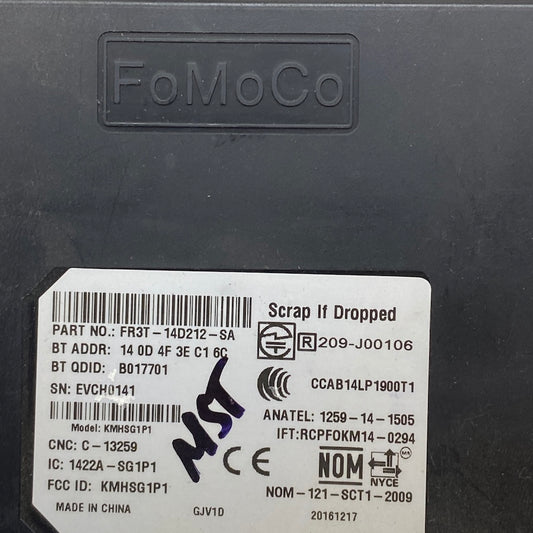 FoMoCo
Scrap If Dropped
PART NO.: FR3T-14D212-SA
BT ADDR: 14 0D 4F 3E C1 6C
R 209-J00106
BT QDID: B017701
SN: EVCH0141
CCAB14LP1900T1
ANATEL: 1259-14-1505
Model: KMHSG1P1
IFT:RCPFOKM14-0294
CNC: C-13259
MST
IC: 1422A-SG1P1
CE
NOM
NYCE
FCC ID: KMHSG1P1
NOM-121-SCT1-2009
MADE IN CHINA
GJV1D
20161217